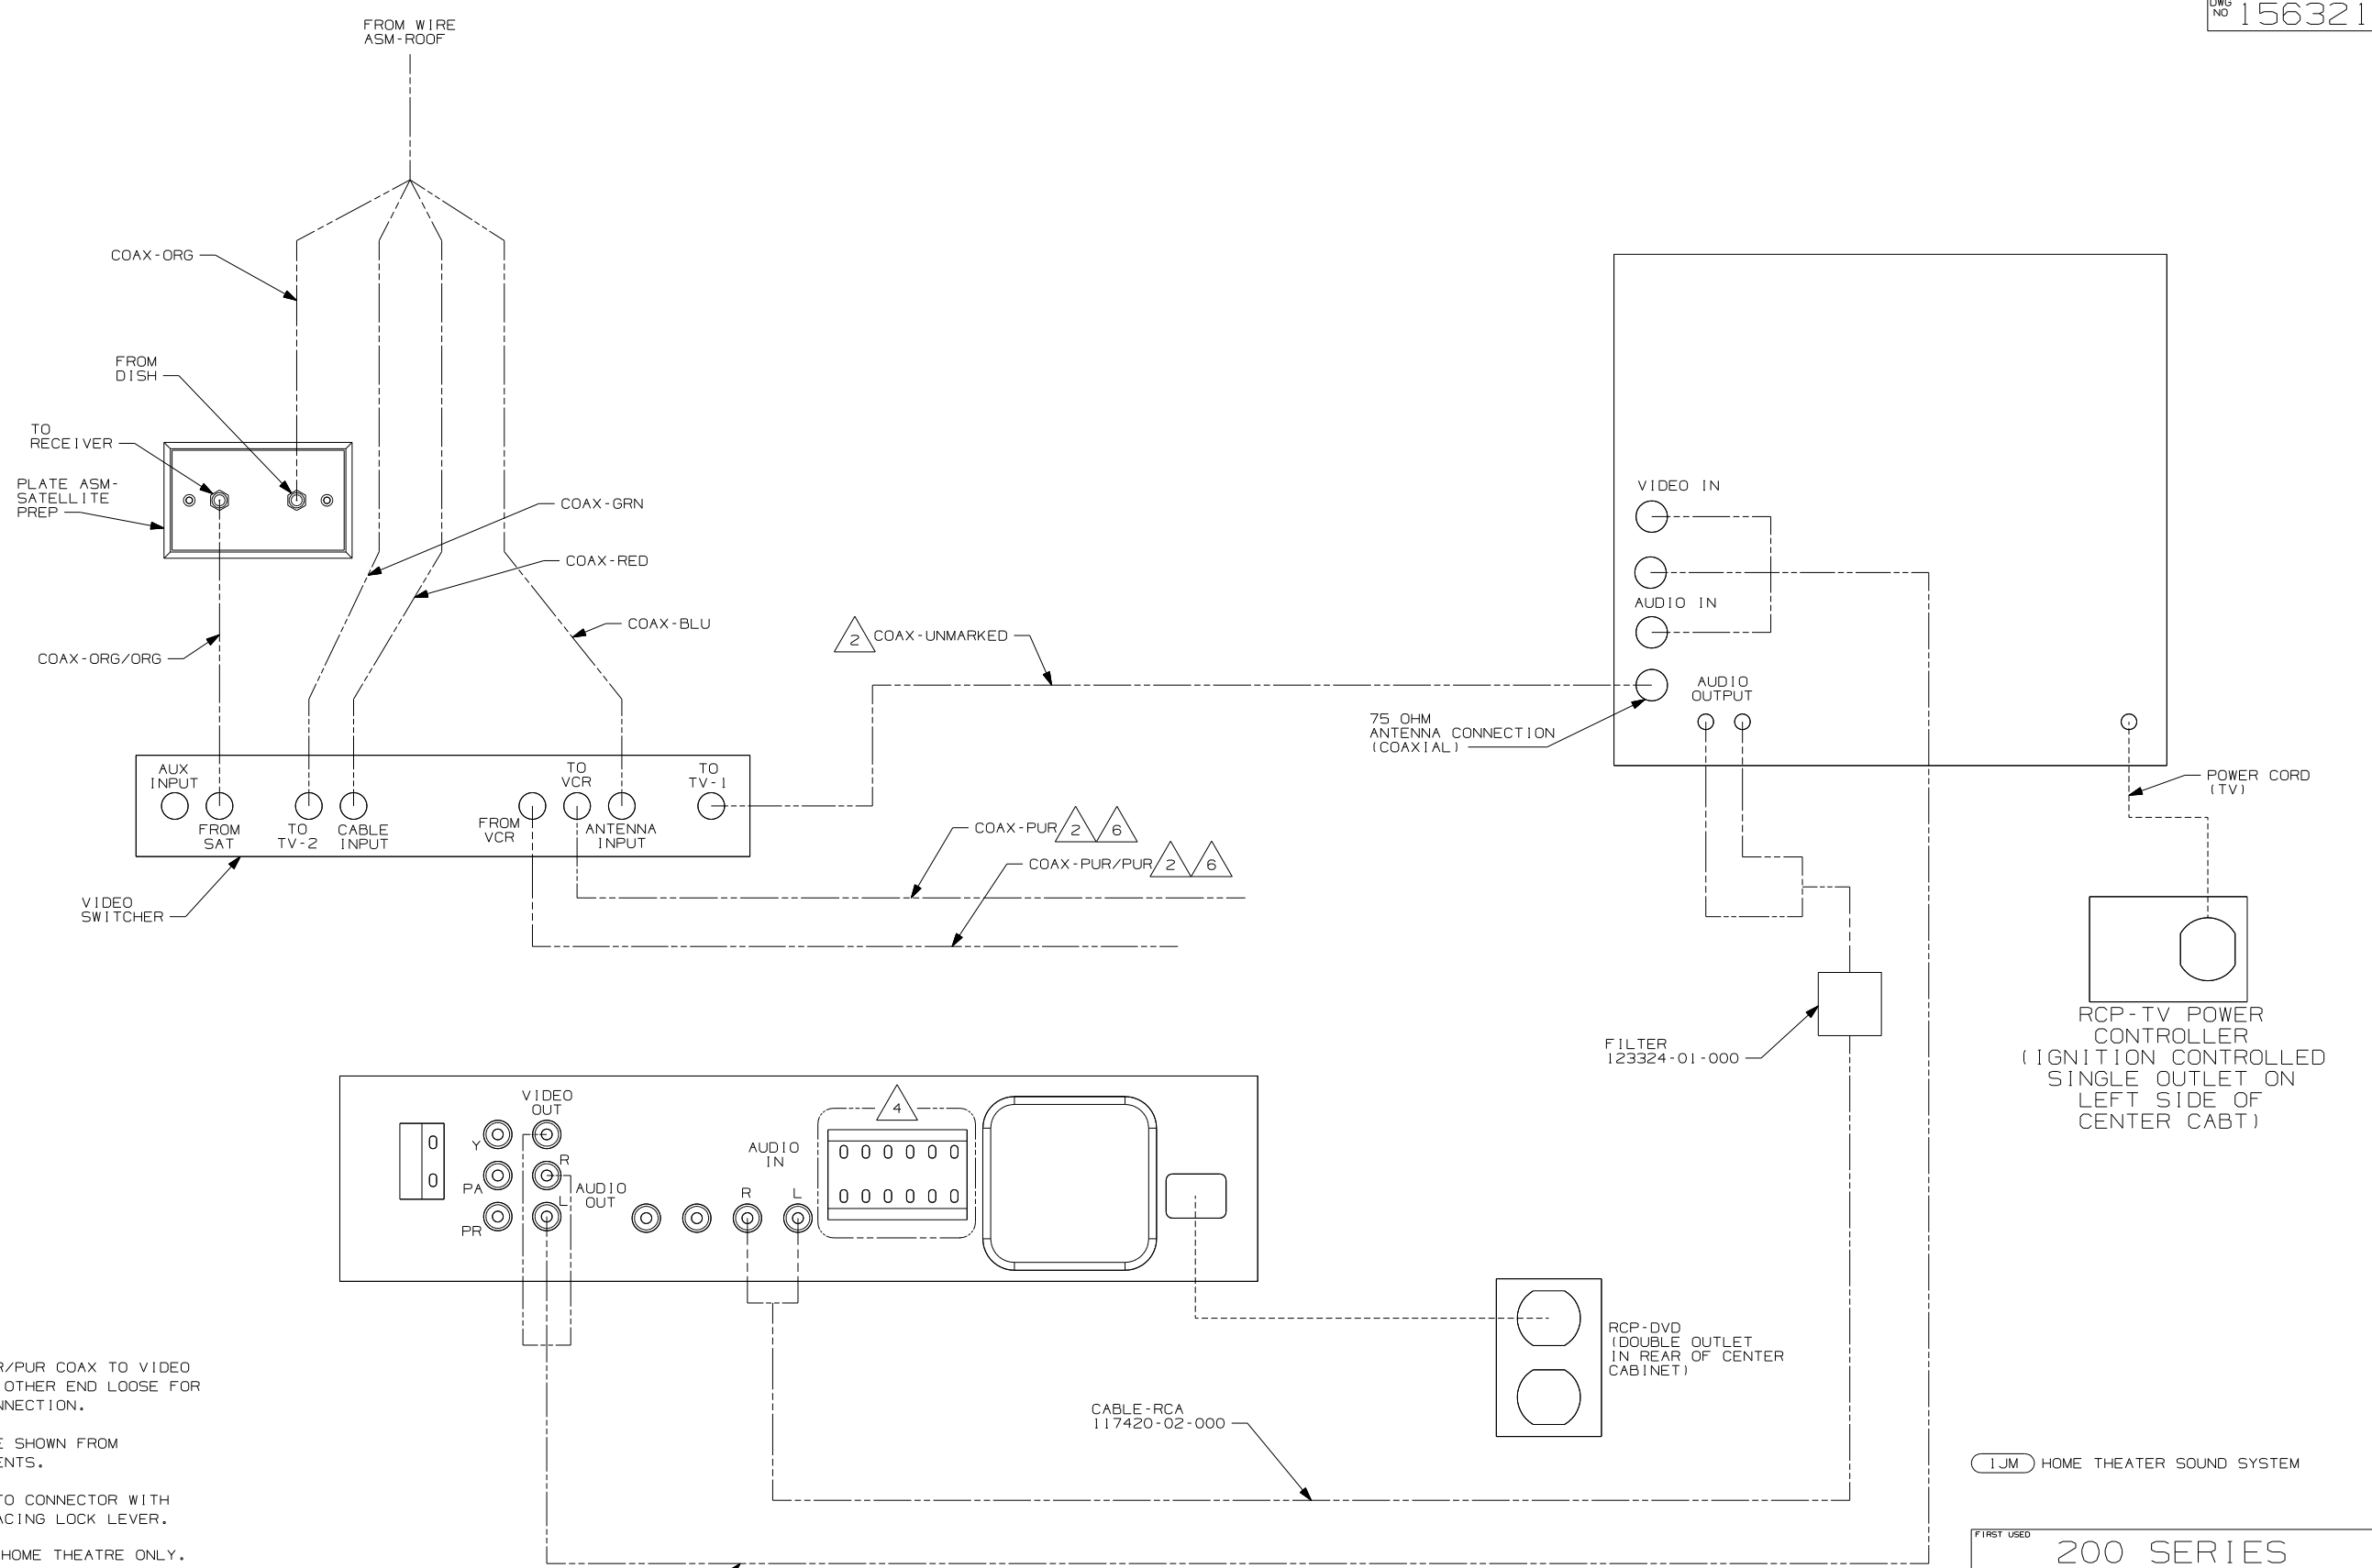 DWG
NO 156321
FROM WIRE
ASM-ROOF
COAX-ORG
FROM
DISH
TO
RECEIVER
PLATE ASM-
SATELLITE
PREP
COAX-GRN
COAX-RED
COAX-BLU
COAX-ORG/ORG
2 COAX-UNMARKED
VIDEO IN
AUDIO IN
AUDIO
OUTPUT
75 OHM
ANTENNA CONNECTION
(COAXIAL)
POWER CORD
(TV)
AUX
INPUT
FROM
SAT
TO
TV-2
CABLE
INPUT
FROM
VCR
TO
VCR
ANTENNA
INPUT
TO
TV-1
COAX-PUR 2 6
COAX-PUR/PUR 2 6
VIDEO
SWITCHER
FILTER
123324-01-000
RCP-TV POWER
CONTROLLER
(IGNITION CONTROLLED
SINGLE OUTLET ON
LEFT SIDE OF
CENTER CABT)
VIDEO
OUT
Y
PA
PR
R
L
AUDIO
OUT
AUDIO
IN
R
L
4
RCP-DVD
(DOUBLE OUTLET
IN REAR OF CENTER
CABINET)
CABLE-RCA
117420-02-000
R/PUR COAX TO VIDEO
OTHER END LOOSE FOR
NNECTION.
E SHOWN FROM
ENTS.
TO CONNECTOR WITH
ACING LOCK LEVER.
HOME THEATRE ONLY.
1JM HOME THEATER SOUND SYSTEM
FIRST USED
200 SERIES